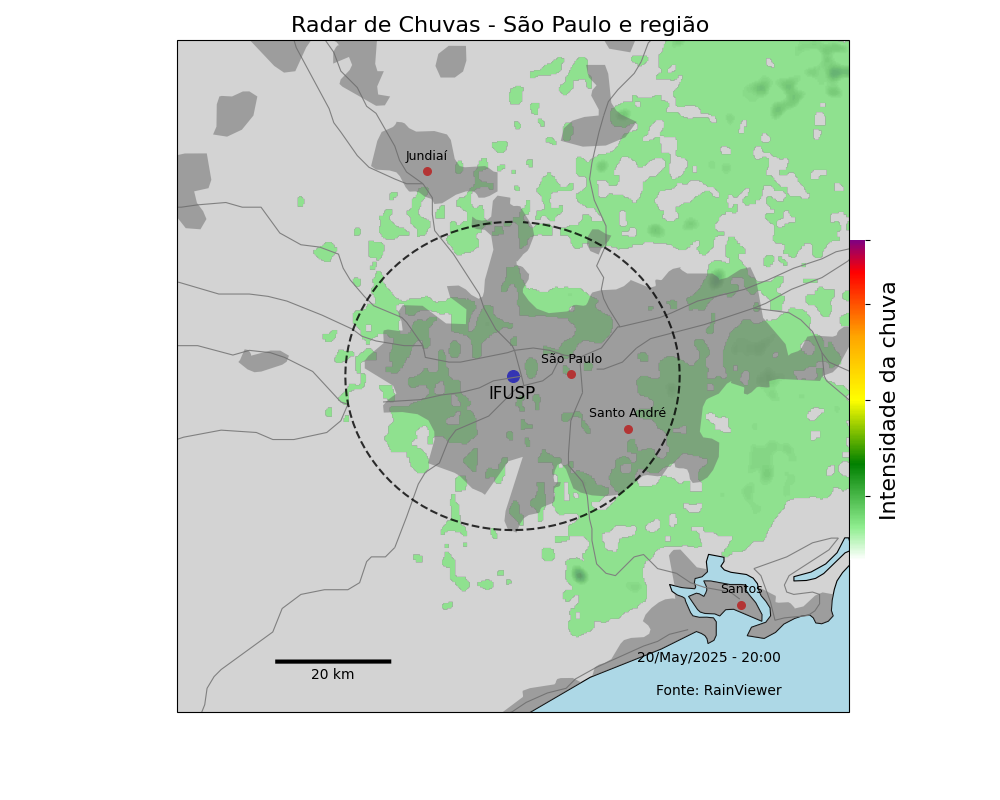 Radar de Chuvas - São Paulo e região
Jundiaí
São Paulo
IFUSP
Santo André
Intensidade da chuva
Santos
20/May/2025 - 20:00
20 km
Fonte: RainViewer